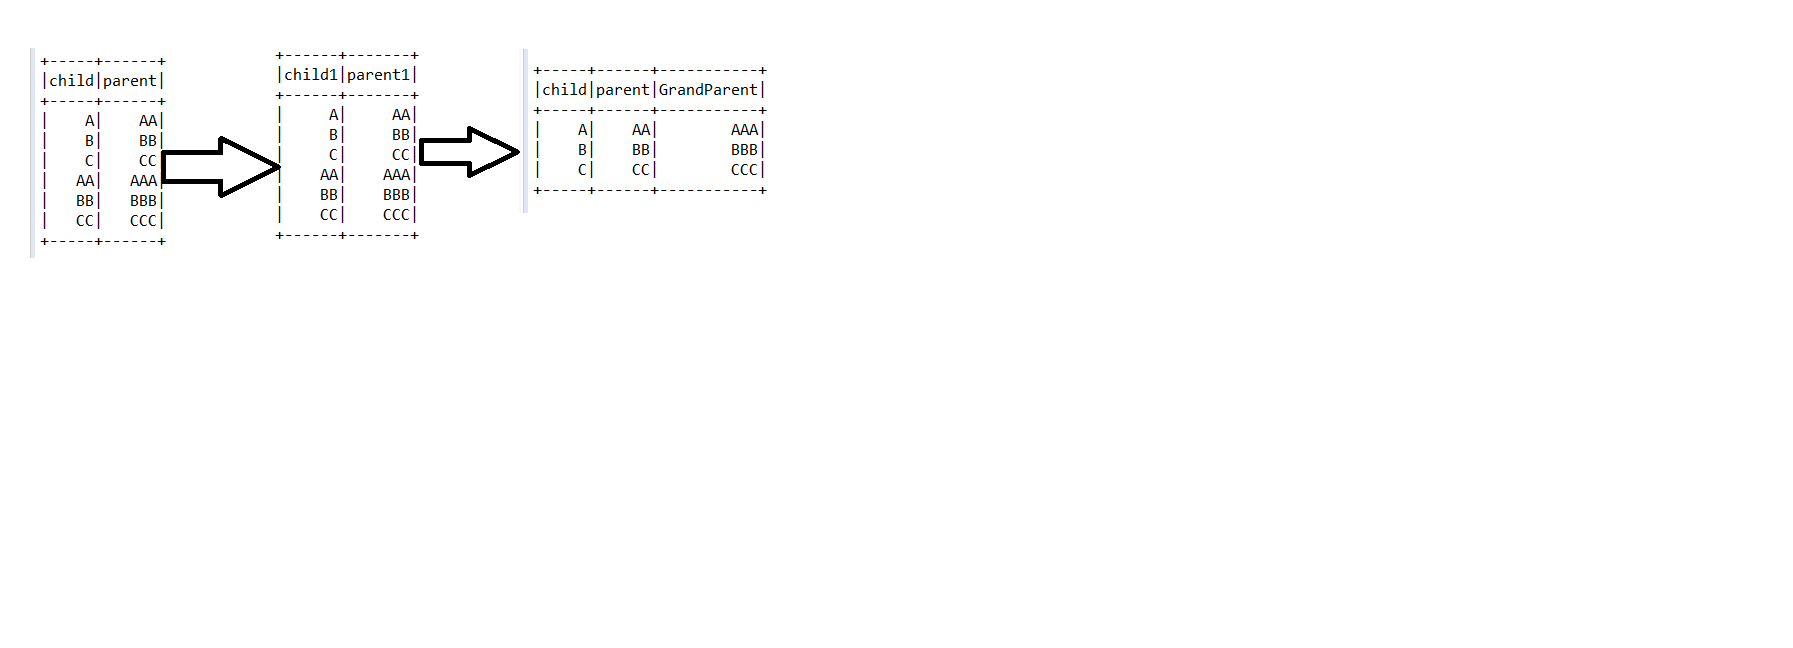 +-----+------+
|child|parent|
+-----+------+
|    A|    AA|
|    B|    BB|
|    C|    CC
|   AA|   AAA|
|   BB|   BBB|
|   CC|   CCC|
+-----+------+
+------+-------+
|child1|parent1|
+------+-------+
|     A|     AA|
|     B|     BB|
|     C|     CC|
|    AA|    AAA|
|    BB|    BBB|
|    CC|    CCC|
+------+-------+
+-----+------+-----------+
|child|parent|GrandParent|
+-----+------+-----------+
|    A|    AA|        AAA|
|    B|    BB|        BBB|
|    C|    CC|        CCC|
+-----+------+-----------+